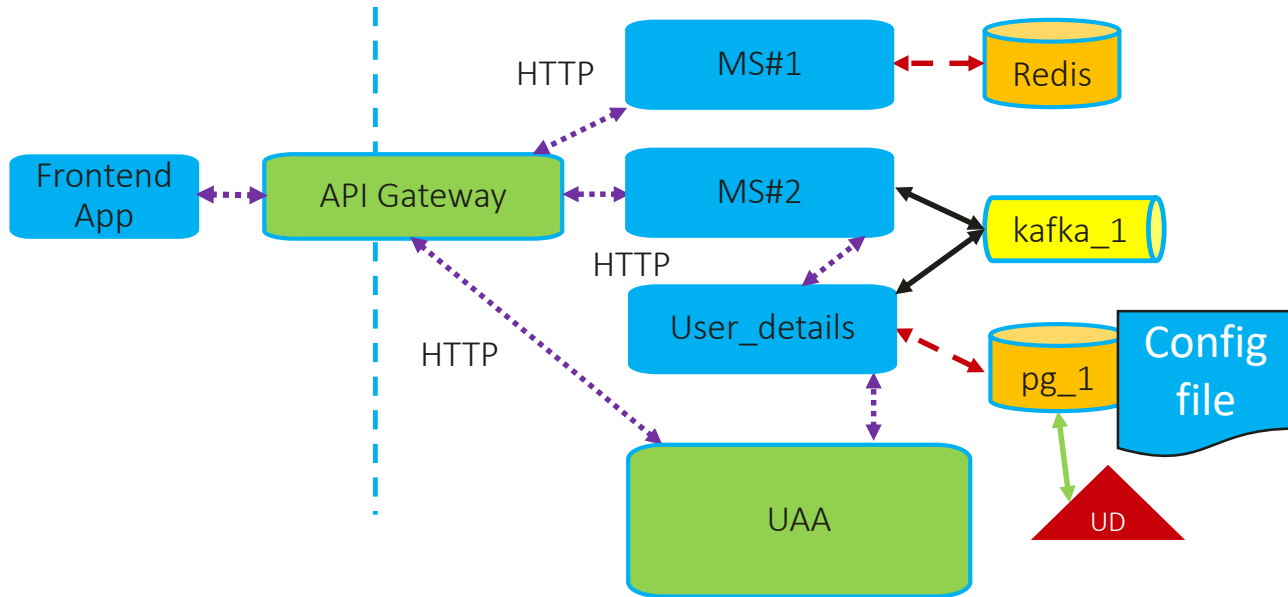 MS#1
Redis
HTTP
Frontend
App
API Gateway
MS#2
kafka_1
HTTP
User_details
HTTP
pg_1
Config
file
UAA
UD